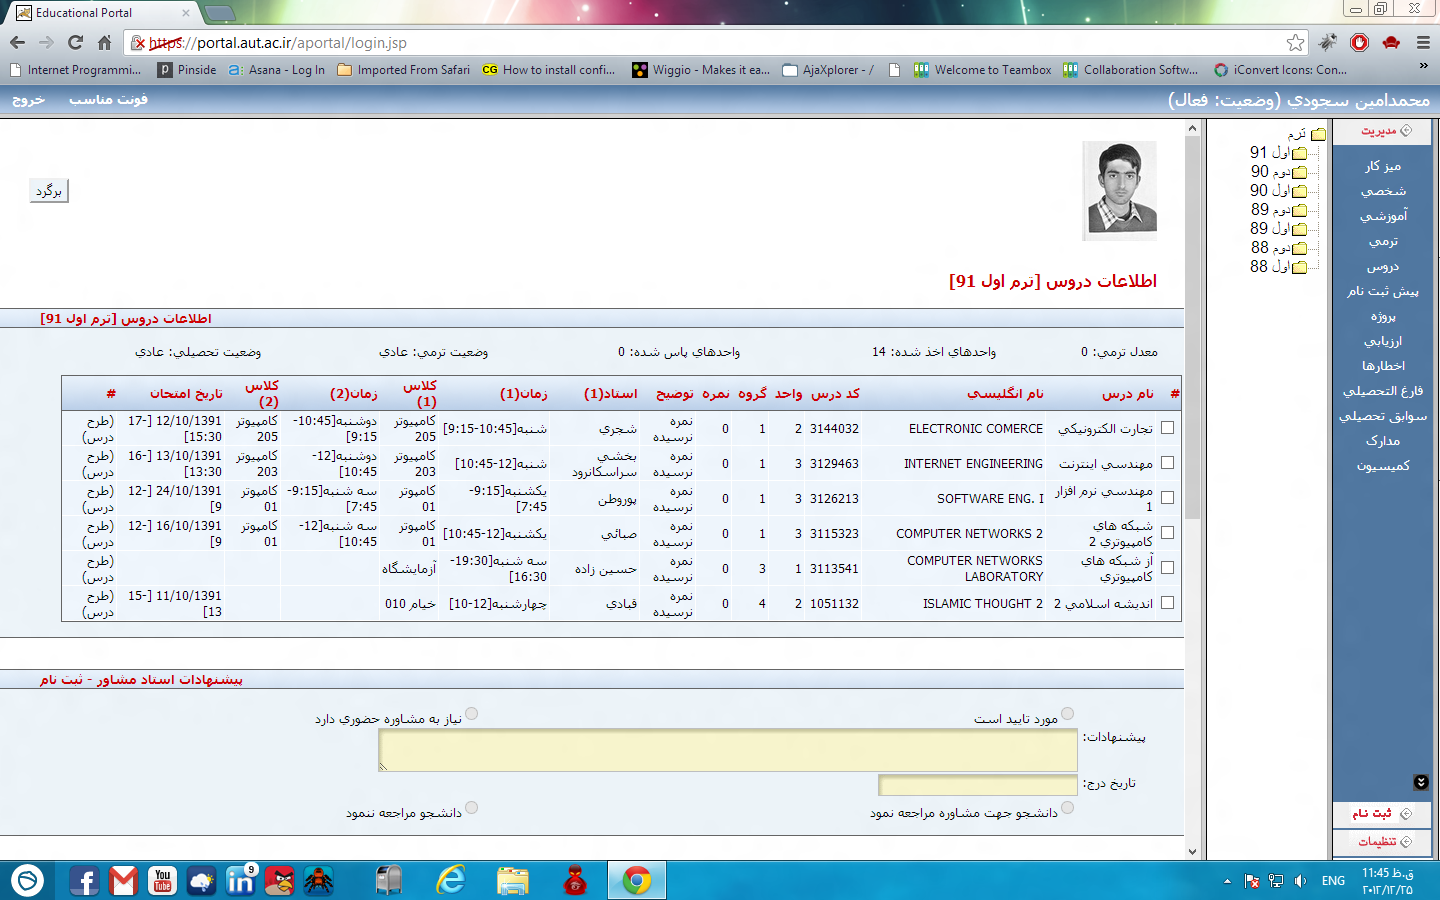 Educational Portal
https://portal.aut.ac.ir/aportal/login.jsp
Internet Programmi...
Pinside
Asana - Log In
Imported From Safari
How to install confi...
Wiggio - Makes it ea...
AjaXplorer - /
Welcome to Teambox
Collaboration Softw...
iConvert Icons: Con...
محمدامين سجودي (وضعيت: فعال)
فونت مناسب
خروج
مديريت
ميز كار
شخصي
آموزشي
ترمي
دروس
پيش ثبت نام
پروژه
ارزيابي
اخطارها
فارغ التحصيلي
سوابق تحصيلي
مدارک
كميسيون
ثبت نام
تنظيمات
ترم
اول 91
دوم 90
اول 90
دوم 89
اول 89
دوم 88
اول 88
برگرد
اطلاعات دروس [ترم اول 91]
اطلاعات دروس [ترم اول 91]
معدل ترمي: 0 واحدهاي اخذ شده: 14 واحدهاي پاس شده: 0 وضعيت ترمي: عادي وضعيت تحصيلي: عادي
# نام درس نام انگليسي كد درس واحد گروه نمره توضيح استاد(1) زمان(1) كلاس (1) زمان(2) كلاس (2) تاريخ امتحان #
تجارت الكترونيكي ELECTRONIC COMERCE 3144032 2 1 0 نمره نرسيده شجري شنبه[10:45-9:15] كامپيوتر 205 دوشنبه[10:45-9:15] كامپيوتر 205 12/10/1391 [17-15:30] (طرح درس)
مهندسي اينترنت INTERNET ENGINEERING 3129463 3 1 0 نمره نرسيده بخشي سراسكانرود شنبه[12-10:45] كامپيوتر 203 دوشنبه[12-10:45] كامپيوتر 203 13/10/1391 [16-13:30] (طرح درس)
مهندسي نرم افزار 1 SOFTWARE ENG. I 3126213 3 1 0 نمره نرسيده پوروطن يكشنبه[9:15-7:45] كامپوتر 01 سه شنبه[9:15-7:45] كامپوتر 01 24/10/1391 [12-9] (طرح درس)
شبكه هاي كامپيوتري 2 COMPUTER NETWORKS 2 3115323 3 1 0 نمره نرسيده صبائي يكشنبه[12-10:45] كامپوتر 01 سه شنبه[12-10:45] كامپوتر 01 16/10/1391 [12-9] (طرح درس)
آز شبكه هاي كامپيوتري COMPUTER NETWORKS LABORATORY 3113541 1 3 0 نمره نرسيده حسين زاده سه شنبه[19:30-16:30] آزمايشگاه (طرح درس)
انديشه اسلامي 2 ISLAMIC THOUGHT 2 1051132 2 4 0 نمره نرسيده قبادي چهارشنبه[12-10] خيام 010 11/10/1391 [15-13] (طرح درس)
پيشنهادات استاد مشاور - ثبت نام
مورد تاييد است نياز به مشاوره حضوري دارد
پيشنهادات:
تاريخ درج:
دانشجو جهت مشاوره مراجعه نمود دانشجو مراجعه ننمود
9
ENG
11:45 ق.ظ
٢٠١٢/١٢/٢٥